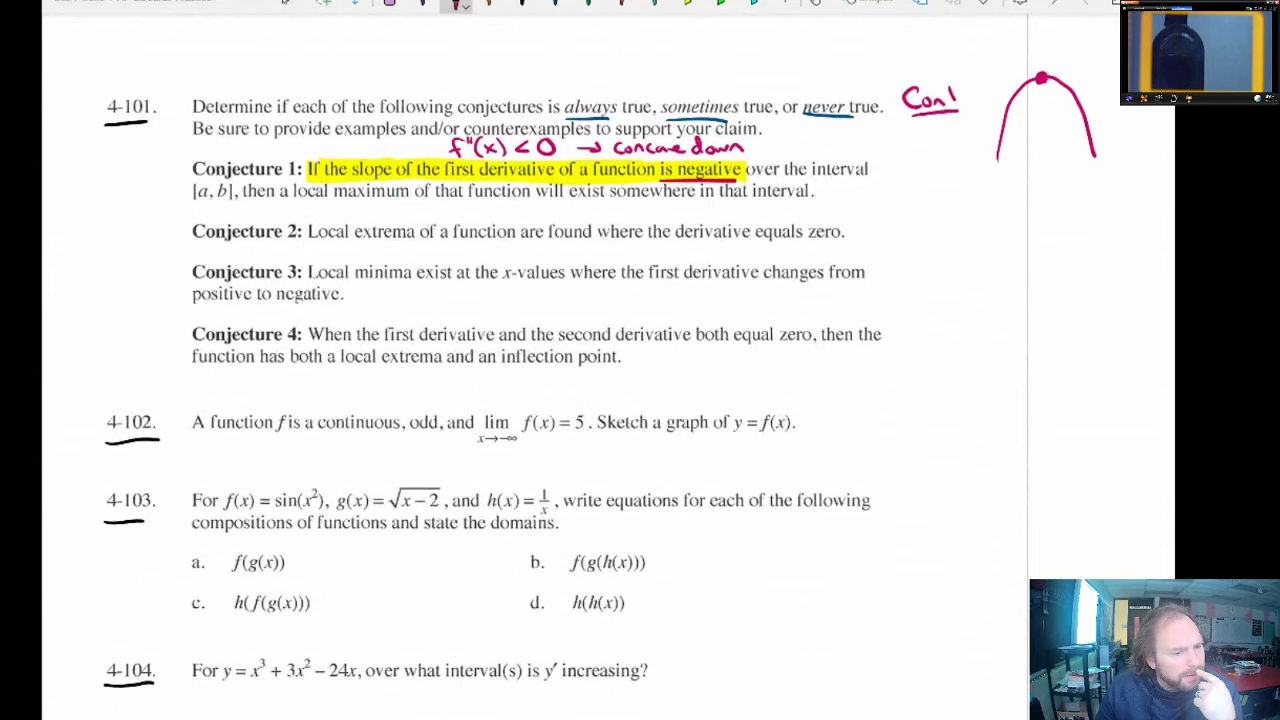 4-101. Determine if each of the following conjectures is always true, sometimes true, or never true.
Be sure to provide examples and/or counterexamples to support your claim.
f"(x) < 0 → concave down
Conjecture 1: If the slope of the first derivative of a function is negative over the interval
[a, b], then a local maximum of that function will exist somewhere in that interval.
Conjecture 2: Local extrema of a function are found where the derivative equals zero.
Conjecture 3: Local minima exist at the x-values where the first derivative changes from
positive to negative.
Conjecture 4: When the first derivative and the second derivative both equal zero, then the
function has both a local extrema and an inflection point.
4-102. A function f is a continuous, odd, and lim x→-∞ f(x) = 5. Sketch a graph of y = f(x).
4-103. For f(x) = sin(x²), g(x) = √x − 2, and h(x) = 1/x, write equations for each of the following
compositions of functions and state the domains.
a. f(g(x)) b. f(g(h(x)))
c. h(f(g(x))) d. h(h(x))
4-104. For y = x³ + 3x² − 24x, over what interval(s) is y′ increasing?